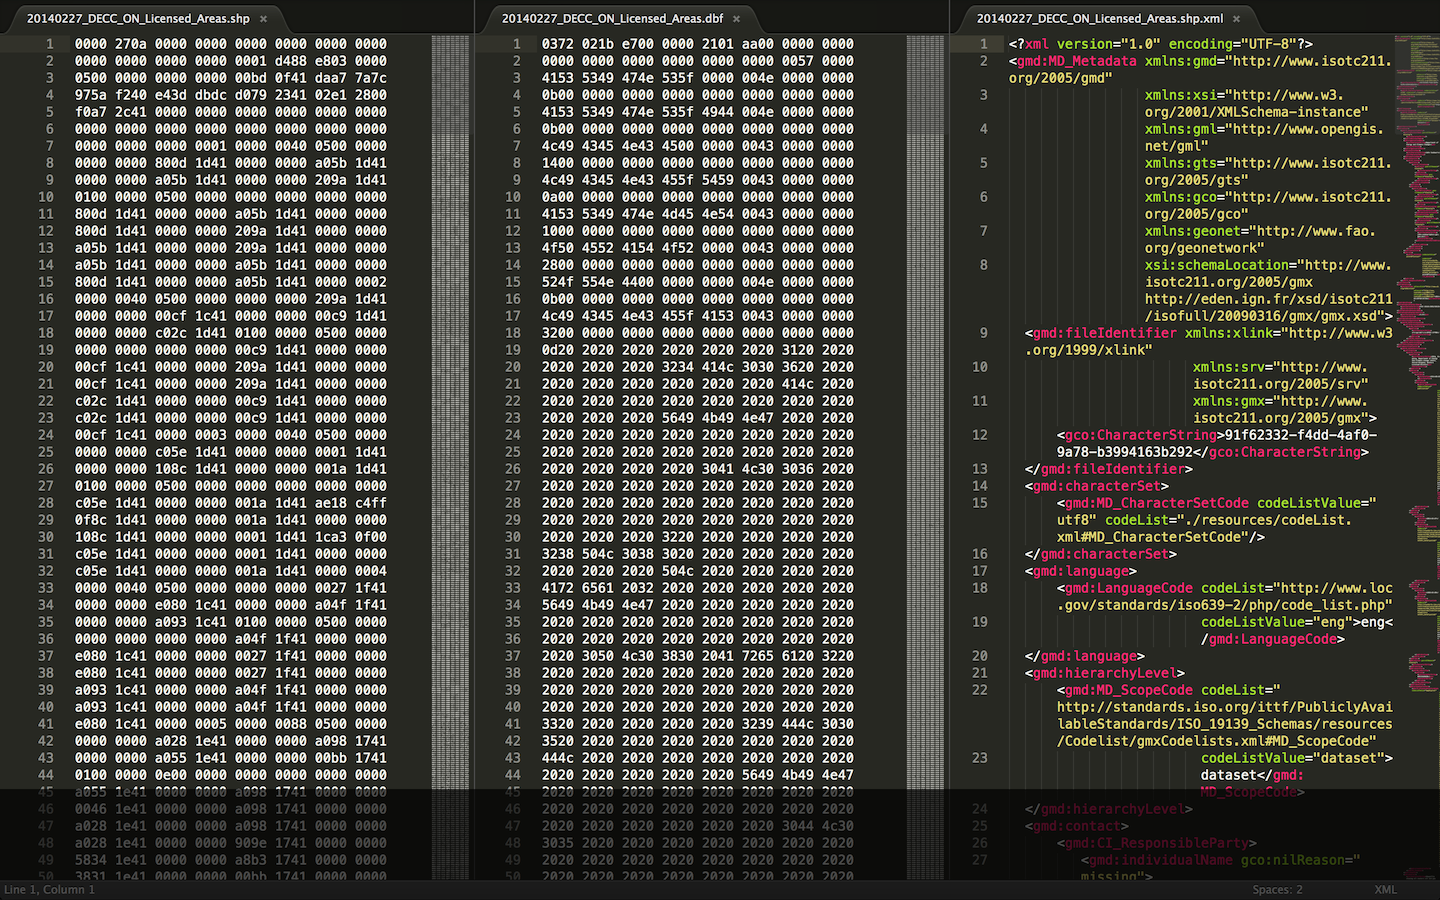 20140227_DECC_ON_Licensed_Areas.shp ×
1 0000 270a 0000 0000 0000 0000 0000 0000
2 0000 0000 0000 0000 0001 d488 e803 0000
3 0500 0000 0000 0000 00bd 0f41 daa7 7a7c
4 975a f240 e43d dbdc d079 2341 02e1 2800
5 f0a7 2c41 0000 0000 0000 0000 0000 0000
6 0000 0000 0000 0000 0000 0000 0000 0000
7 0000 0000 0000 0001 0000 0040 0500 0000
8 0000 0000 800d 1d41 0000 0000 a05b 1d41
9 0000 0000 a05b 1d41 0000 0000 209a 1d41
10 0100 0000 0500 0000 0000 0000 0000 0000
11 800d 1d41 0000 0000 a05b 1d41 0000 0000
12 800d 1d41 0000 0000 209a 1d41 0000 0000
13 a05b 1d41 0000 0000 209a 1d41 0000 0000
14 a05b 1d41 0000 0000 a05b 1d41 0000 0000
15 800d 1d41 0000 0000 a05b 1d41 0000 0002
16 0000 0040 0500 0000 0000 0000 209a 1d41
17 0000 0000 00cf 1c41 0000 0000 00c9 1d41
18 0000 0000 c02c 1d41 0100 0000 0500 0000
19 0000 0000 0000 0000 00c9 1d41 0000 0000
20 00cf 1c41 0000 0000 209a 1d41 0000 0000
21 00cf 1c41 0000 0000 209a 1d41 0000 0000
22 c02c 1d41 0000 0000 00c9 1d41 0000 0000
23 c02c 1d41 0000 0000 00c9 1d41 0000 0000
24 00cf 1c41 0000 0003 0000 0040 0500 0000
25 0000 0000 c05e 1d41 0000 0000 0001 1d41
26 0000 0000 108c 1d41 0000 0000 001a 1d41
27 0100 0000 0500 0000 0000 0000 0000 0000
28 c05e 1d41 0000 0000 001a 1d41 ae18 c4ff
29 0f8c 1d41 0000 0000 001a 1d41 0000 0000
30 108c 1d41 0000 0000 0001 1d41 1ca3 0f00
31 c05e 1d41 0000 0000 0001 1d41 0000 0000
32 c05e 1d41 0000 0000 001a 1d41 0000 0004
33 0000 0040 0500 0000 0000 0000 0027 1f41
34 0000 0000 e080 1c41 0000 0000 a04f 1f41
35 0000 0000 a093 1c41 0100 0000 0500 0000
36 0000 0000 0000 0000 a04f 1f41 0000 0000
37 e080 1c41 0000 0000 0027 1f41 0000 0000
38 e080 1c41 0000 0000 0027 1f41 0000 0000
39 a093 1c41 0000 0000 a04f 1f41 0000 0000
40 a093 1c41 0000 0000 a04f 1f41 0000 0000
41 e080 1c41 0000 0005 0000 0088 0500 0000
42 0000 0000 a028 1e41 0000 0000 a098 1741
43 0000 0000 a055 1e41 0000 0000 00bb 1741
44 0100 0000 0e00 0000 0000 0000 0000 0000
45 a055 1e41 0000 0000 a098 1741 0000 0000
46 0046 1e41 0000 0000 a098 1741 0000 0000
47 a028 1e41 0000 0000 a098 1741 0000 0000
48 a028 1e41 0000 0000 909e 1741 0000 0000
49 5834 1e41 0000 0000 a8b3 1741 0000 0000
50 3831 1e41 0000 0000 00bb 1741 0000 0000
20140227_DECC_ON_Licensed_Areas.dbf ×
1 0372 021b e700 0000 2101 aa00 0000 0000
2 0000 0000 0000 0000 0000 0000 0057 0000
3 4153 5349 474e 535f 0000 004e 0000 0000
4 0b00 0000 0000 0000 0000 0000 0000 0000
5 4153 5349 474e 535f 4944 004e 0000 0000
6 0b00 0000 0000 0000 0000 0000 0000 0000
7 4c49 4345 4e43 4500 0000 0043 0000 0000
8 1400 0000 0000 0000 0000 0000 0000 0000
9 4c49 4345 4e43 455f 5459 0043 0000 0000
10 0a00 0000 0000 0000 0000 0000 0000 0000
11 4153 5349 474e 4d45 4e54 0043 0000 0000
12 1000 0000 0000 0000 0000 0000 0000 0000
13 4f50 4552 4154 4f52 0000 0043 0000 0000
14 2800 0000 0000 0000 0000 0000 0000 0000
15 524f 554e 4400 0000 0000 004e 0000 0000
16 0b00 0000 0000 0000 0000 0000 0000 0000
17 4c49 4345 4e43 455f 4153 0043 0000 0000
18 3200 0000 0000 0000 0000 0000 0000 0000
19 0d20 2020 2020 2020 2020 2020 3120 2020
20 2020 2020 2020 3234 414c 3030 3620 2020
21 2020 2020 2020 2020 2020 2020 414c 2020
22 2020 2020 2020 2020 2020 2020 2020 2020
23 2020 2020 2020 5649 4b49 4e47 2020 2020
24 2020 2020 2020 2020 2020 2020 2020 2020
25 2020 2020 2020 2020 2020 2020 2020 2020
26 2020 2020 2020 2020 3041 4c30 3036 2020
27 2020 2020 2020 2020 2020 2020 2020 2020
28 2020 2020 2020 2020 2020 2020 2020 2020
29 2020 2020 2020 2020 2020 2020 2020 2020
30 2020 2020 2020 3220 2020 2020 2020 2020
31 3238 504c 3038 3020 2020 2020 2020 2020
32 2020 2020 2020 504c 2020 2020 2020 2020
33 4172 6561 2032 2020 2020 2020 2020 2020
34 5649 4b49 4e47 2020 2020 2020 2020 2020
35 2020 2020 2020 2020 2020 2020 2020 2020
36 2020 2020 2020 2020 2020 2020 2020 2020
37 2020 3050 4c30 3830 2041 7265 6120 3220
38 2020 2020 2020 2020 2020 2020 2020 2020
39 2020 2020 2020 2020 2020 2020 2020 2020
40 2020 2020 2020 2020 2020 2020 2020 2020
41 3320 2020 2020 2020 2020 3239 444c 3030
42 3520 2020 2020 2020 2020 2020 2020 2020
43 444c 2020 2020 2020 2020 2020 2020 2020
44 2020 2020 2020 2020 2020 5649 4b49 4e47
45 2020 2020 2020 2020 2020 2020 2020 2020
46 2020 2020 2020 2020 2020 2020 2020 2020
47 2020 2020 2020 2020 2020 2020 3044 4c30
48 3035 2020 2020 2020 2020 2020 2020 2020
49 2020 2020 2020 2020 2020 2020 2020 2020
50 2020 2020 2020 2020 2020 2020 2020 2020
20140227_DECC_ON_Licensed_Areas.shp.xml ×
1 <?xml version="1.0" encoding="UTF-8"?>
2 <gmd:MD_Metadata xmlns:gmd="http://www.isotc211.
org/2005/gmd"
3 xmlns:xsi="http://www.w3.
org/2001/XMLSchema-instance"
4 xmlns:gml="http://www.opengis.
net/gml"
5 xmlns:gts="http://www.isotc211.
org/2005/gts"
6 xmlns:gco="http://www.isotc211.
org/2005/gco"
7 xmlns:geonet="http://www.fao.
org/geonetwork"
8 xsi:schemaLocation="http://www.
isotc211.org/2005/gmx
http://eden.ign.fr/xsd/isotc211
/isofull/20090316/gmx/gmx.xsd">
9 <gmd:fileIdentifier xmlns:xlink="http://www.w3
.org/1999/xlink"
10 xmlns:srv="http://www.
isotc211.org/2005/srv"
11 xmlns:gmx="http://www.
isotc211.org/2005/gmx">
12 <gco:CharacterString>91f62332-f4dd-4af0-
9a78-b3994163b292</gco:CharacterString>
13 </gmd:fileIdentifier>
14 <gmd:characterSet>
15 <gmd:MD_CharacterSetCode codeListValue="
utf8" codeList="./resources/codeList.
xml#MD_CharacterSetCode"/>
16 </gmd:characterSet>
17 <gmd:language>
18 <gmd:LanguageCode codeList="http://www.loc
.gov/standards/iso639-2/php/code_list.php"
19 codeListValue="eng">eng<
/gmd:LanguageCode>
20 </gmd:language>
21 <gmd:hierarchyLevel>
22 <gmd:MD_ScopeCode codeList="
http://standards.iso.org/ittf/PubliclyAvai
lableStandards/ISO_19139_Schemas/resources
/Codelist/gmxCodelists.xml#MD_ScopeCode"
23 codeListValue="dataset">
dataset</gmd:
MD_ScopeCode>
24 </gmd:hierarchyLevel>
25 <gmd:contact>
26 <gmd:CI_ResponsibleParty>
27 <gmd:individualName gco:nilReason="
missing">
Line 1, Column 1
Spaces: 2
XML